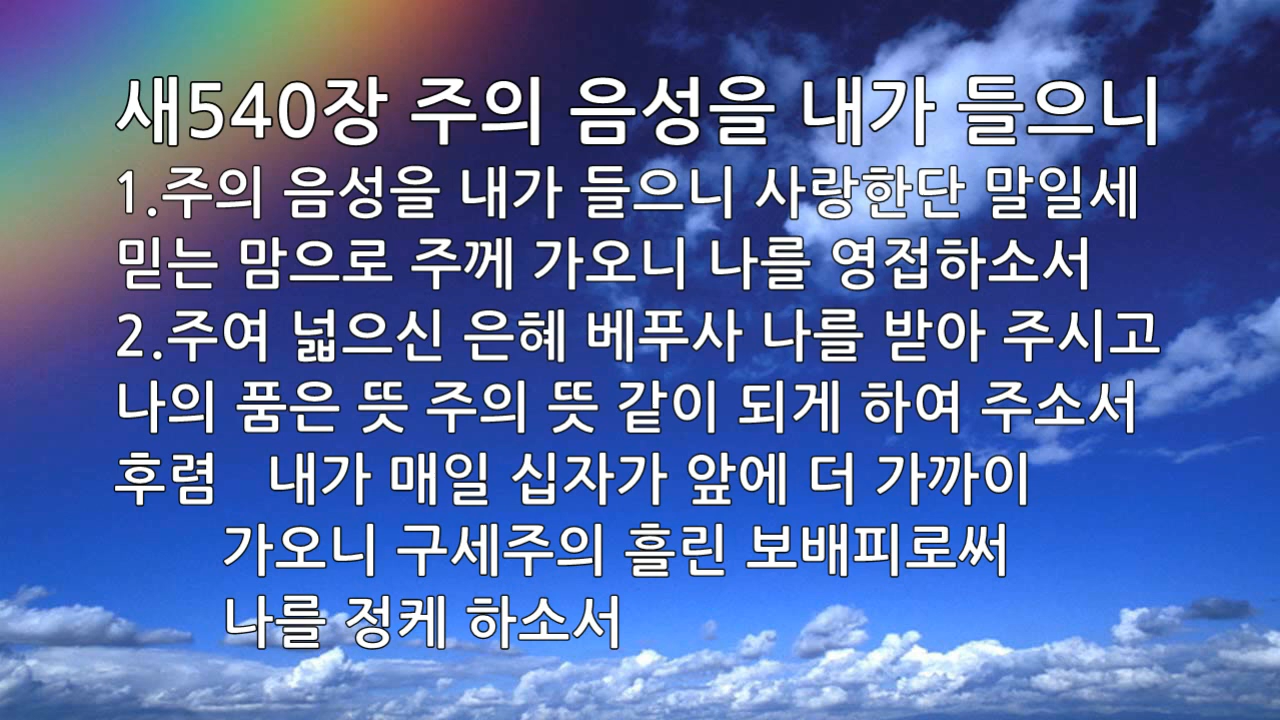 새540장 주의 음성을 내가 들으니
1.주의 음성을 내가 들으니 사랑한단 말일세
믿는 맘으로 주께 가오니 나를 영접하소서
2.주여 넓으신 은혜 베푸사 나를 받아 주시고
나의 품은 뜻 주의 뜻 같이 되게 하여 주소서
후렴 내가 매일 십자가 앞에 더 가까이
가오니 구세주의 흘린 보배피로써
나를 정케 하소서